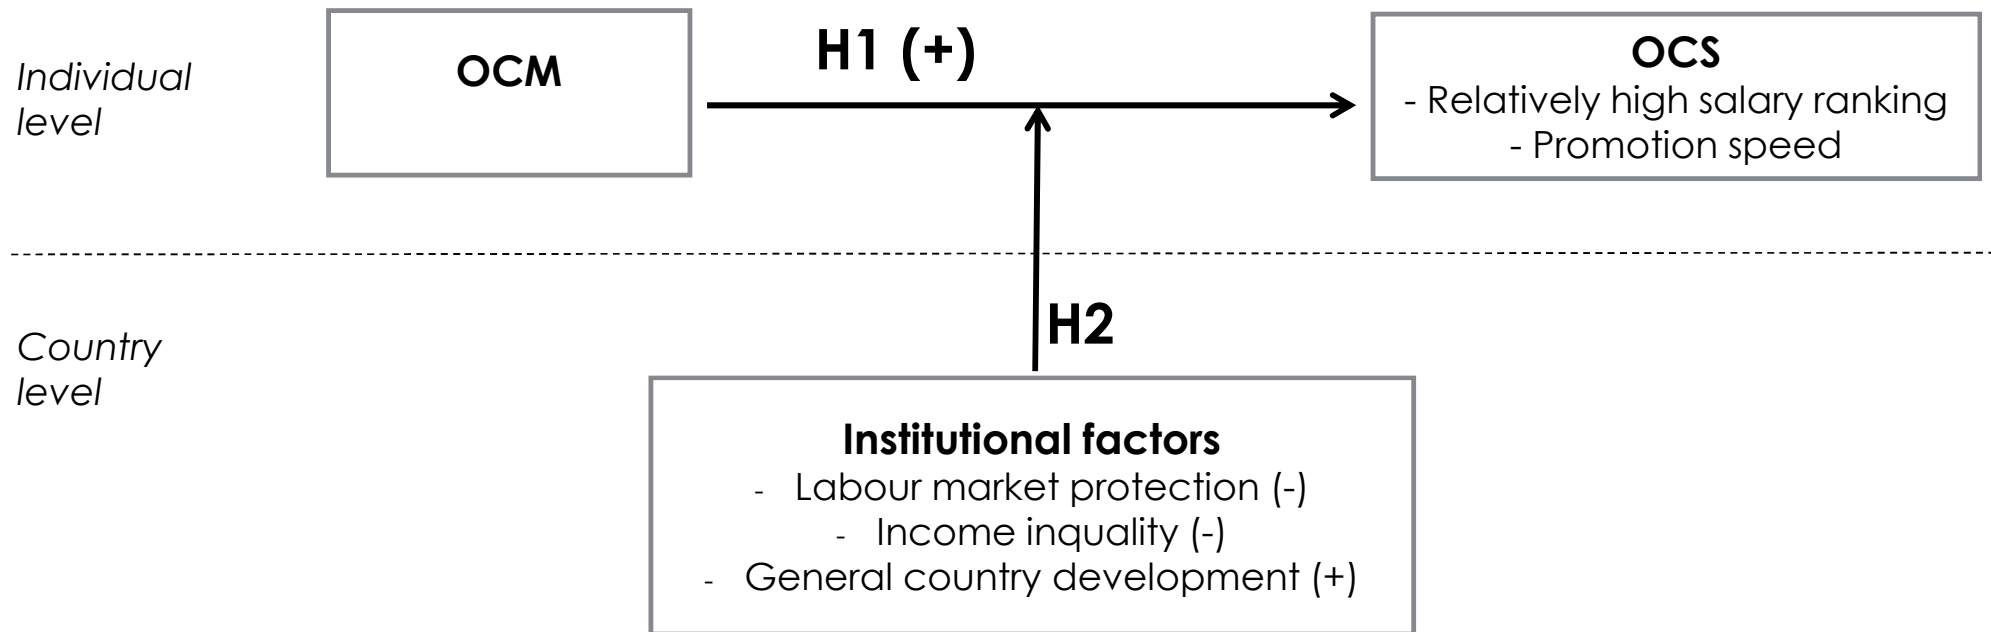 Individual
level
OCM
H1 (+)
OCS
- Relatively high salary ranking
- Promotion speed
Country
level
H2
Institutional factors
- Labour market protection (-)
- Income inquality (-)
- General country development (+)